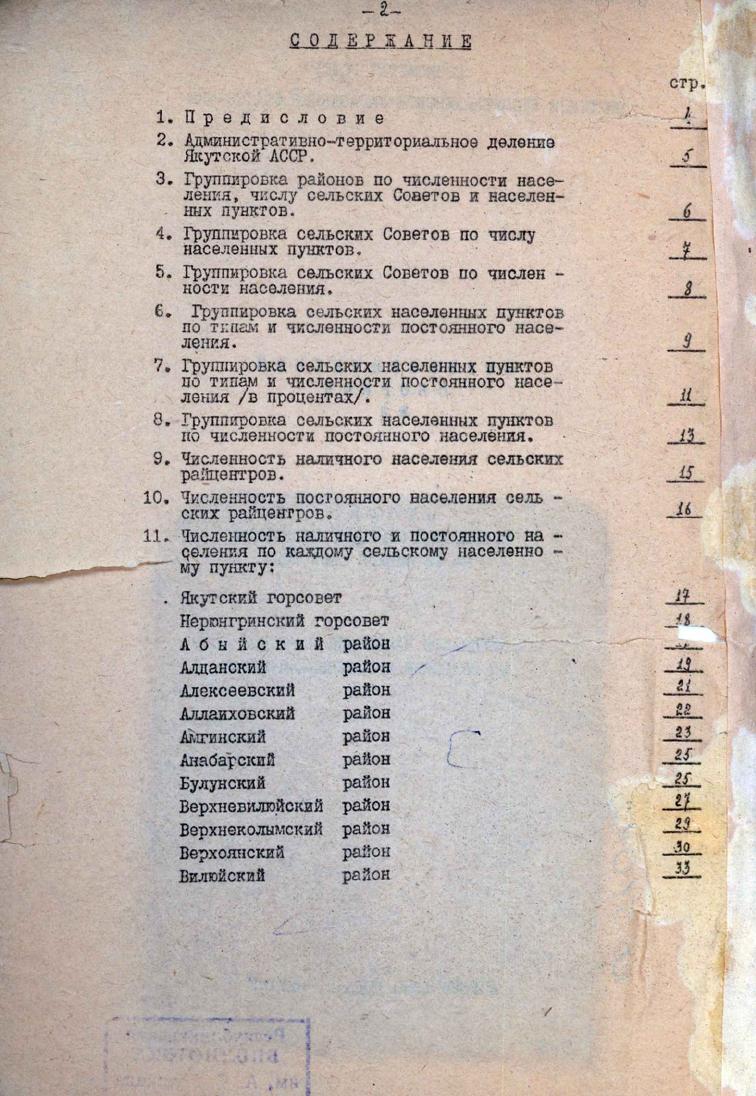 —2—
СОДЕРЖАНИЕ
стр.
1. Предисловие 4
2. Административно-территориальное деление
Якутской АССР. 5
3. Группировка районов по численности насе-
ления, числу сельских Советов и населен-
ных пунктов. 6
4. Группировка сельских Советов по числу
населенных пунктов. 7
5. Группировка сельских Советов по числен -
ности населения. 8
6. Группировка сельских населенных пунктов
по типам и численности постоянного насе-
ления. 9
7. Группировка сельских населенных пунктов
по типам и численности постоянного насе-
ления /в процентах/. 11
8. Группировка сельских населенных пунктов
по численности постоянного населения. 13
9. Численность наличного населения сельских
райцентров. 15
10. Численность постоянного населения сель -
ских райцентров. 16
11. Численность наличного и постоянного на -
селения по каждому сельскому населенно -
му пункту:
Якутский горсовет 17
Нерюнгринский горсовет 18
Абыйский район
Алданский район 19
Алексеевский район 21
Аллаиховский район 22
Амгинский район 23
Анабарский район 25
Булунский район 25
Верхневилюйский район 27
Верхнеколымский район 29
Верхоянский район 30
Вилюйский район 33